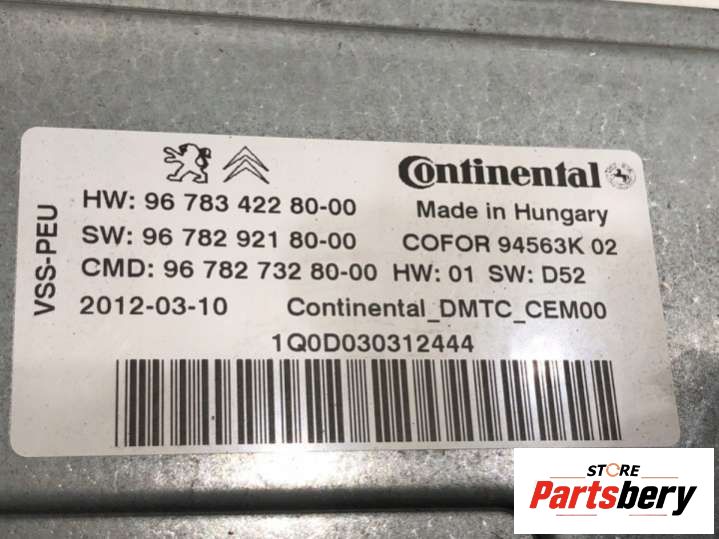 Continental
HW: 96 783 422 80-00 Made in Hungary
SW: 96 782 921 80-00 COFOR 94563K 02
CMD: 96 782 732 80-00 HW: 01 SW: D52
2012-03-10 Continental_DMTC_CEM00
1Q0D030312444
VSS-PEU
STORE
Partsbery